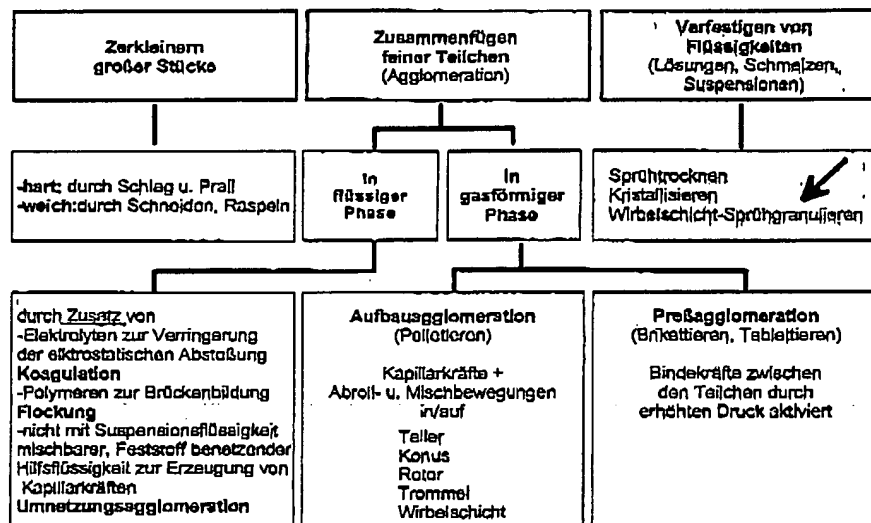 Zerkleinern
großer Stücke
Zusammenfügen
feiner Teilchen
(Agglomeration)
Verfestigen von
Flüssigkeiten
(Lösungen, Schmelzen,
Suspensionen)
-hart: durch Schlag u. Prall
-weich:durch Schneiden, Raspeln
in
flüssiger
Phase
in
gasförmiger
Phase
Sprühtrocknen
Kristallisieren
Wirbelschicht-Sprühgranulieren
durch Zusatz von
-Elektrolyten zur Verringerung
der elktrostatischen Abstoßung
Koagulation
-Polymeren zur Brückenbildung
Flockung
-nicht mit Suspensionsflüssigkeit
mischbarer, Feststoff benetzender
Hilfsflüssigkeit zur Erzeugung von
Kapillarkräften
Umnetzungsagglomeration
Aufbauagglomeration
(Pelletieren)
Kapillarkräfte +
Abroll- u. Mischbewegungen
in/auf
Teller
Konus
Rotor
Trommel
Wirbelschicht
Preßagglomeration
(Brikettieren, Tablettieren)
Bindekräfte zwischen
den Teilchen durch
erhöhten Druck aktiviert